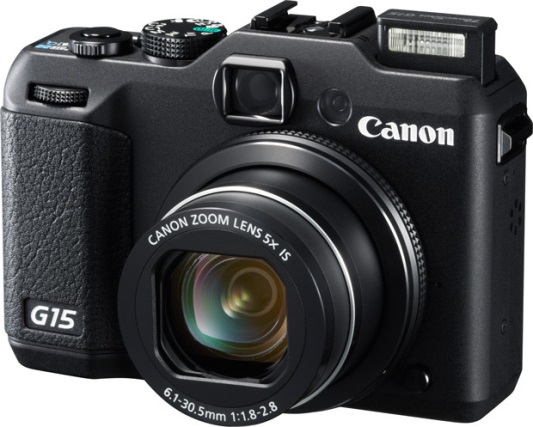 Canon
CANON ZOOM LENS 5x IS
G15
6.1-30.5mm 1:1.8-2.8